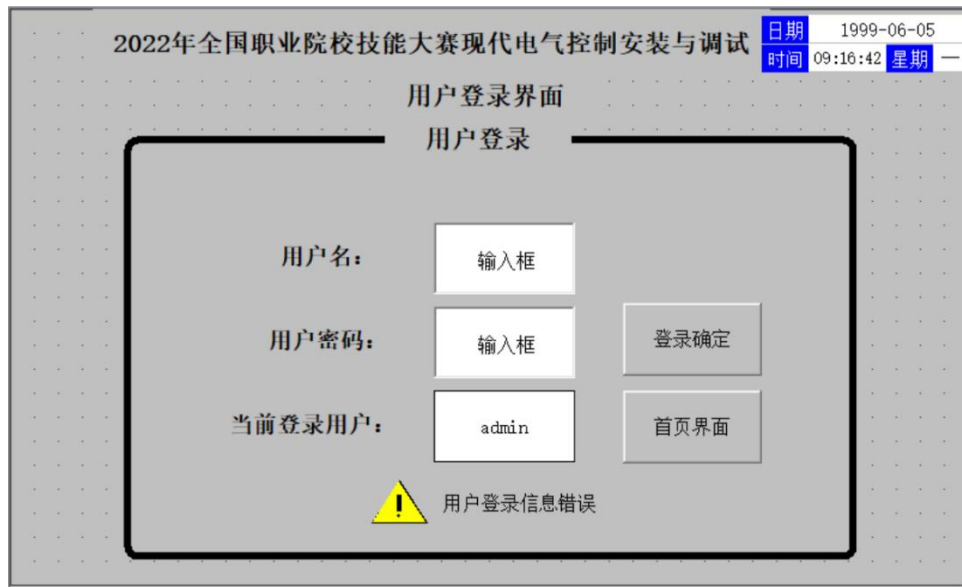 2022年全国职业院校技能大赛现代电气控制安装与调试
日期 1999-06-05
时间 09:16:42 星期 一
用户登录界面
用户登录
用户名: 输入框
用户密码: 输入框 登录确定
当前登录用户: admin 首页界面
用户登录信息错误